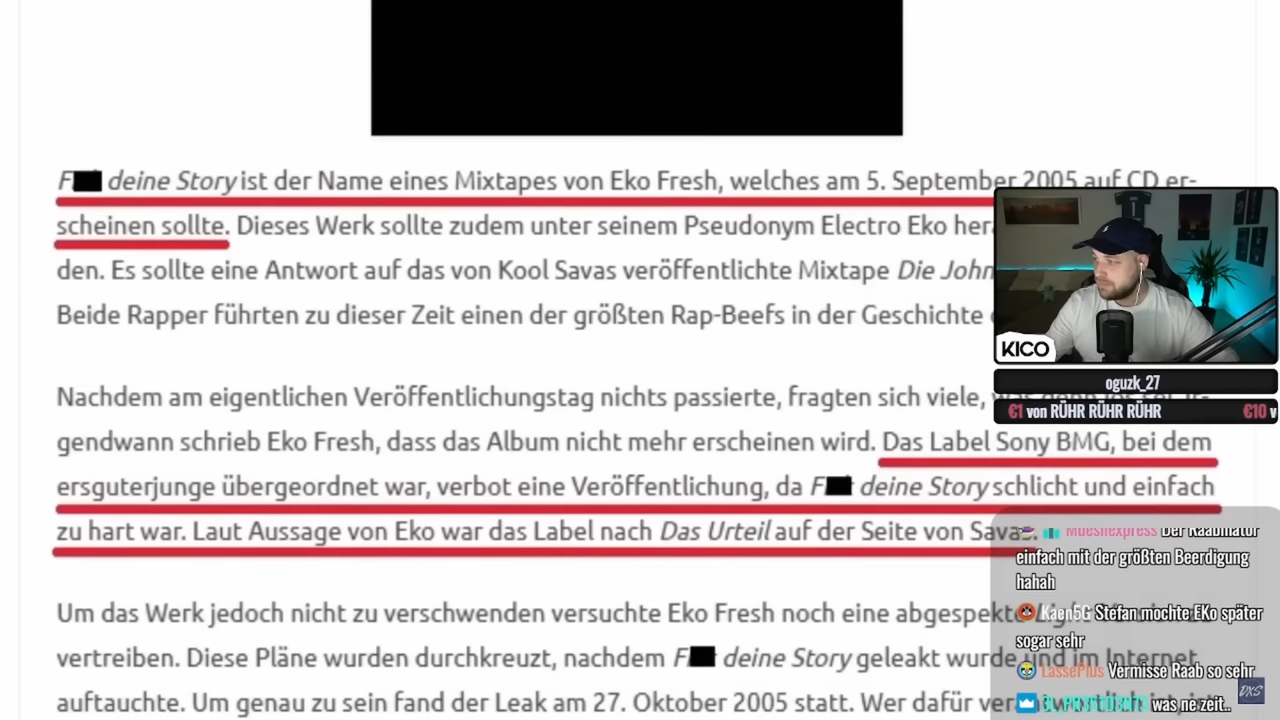 F deine Story ist der Name eines Mixtapes von Eko Fresh, welches am 5. September 2005 auf CD er-
scheinen sollte. Dieses Werk sollte zudem unter seinem Pseudonym Electro Eko
den. Es sollte eine Antwort auf das von Kool Savas veröffentlichte Mixtape Die
Beide Rapper führten zu dieser Zeit einen der größten Rap-Beefs in der Geschichte
Nachdem am eigentlichen Veröffentlichungstag nichts passierte, fragten sich viele,
gendwann schrieb Eko Fresh, dass das Album nicht mehr erscheinen wird. Das Label Sony BMG, bei dem
ersguterjunge übergeordnet war, verbot eine Veröffentlichung, da F deine Story schlicht und einfach
zu hart war. Laut Aussage von Eko war das Label nach Das Urteil auf der Seite von Savas.
Um das Werk jedoch nicht zu verschwenden versuchte Eko Fresh noch eine
vertreiben. Diese Pläne wurden durchkreuzt, nachdem F deine Story geleakt wurde und im Internet
auftauchte. Um genau zu sein fand der Leak am 27. Oktober 2005 statt. Wer dafür
KICO
oguzk_27
€1 von RÜHR RÜHR RÜHR €10 v
Muesliexpress Der Raabinator
einfach mit der größten Beerdigung
hahah
Kaen5G Stefan mochte EKo später
sogar sehr
LassePlus Vermisse Raab so sehr
was ne zeit..
DXS